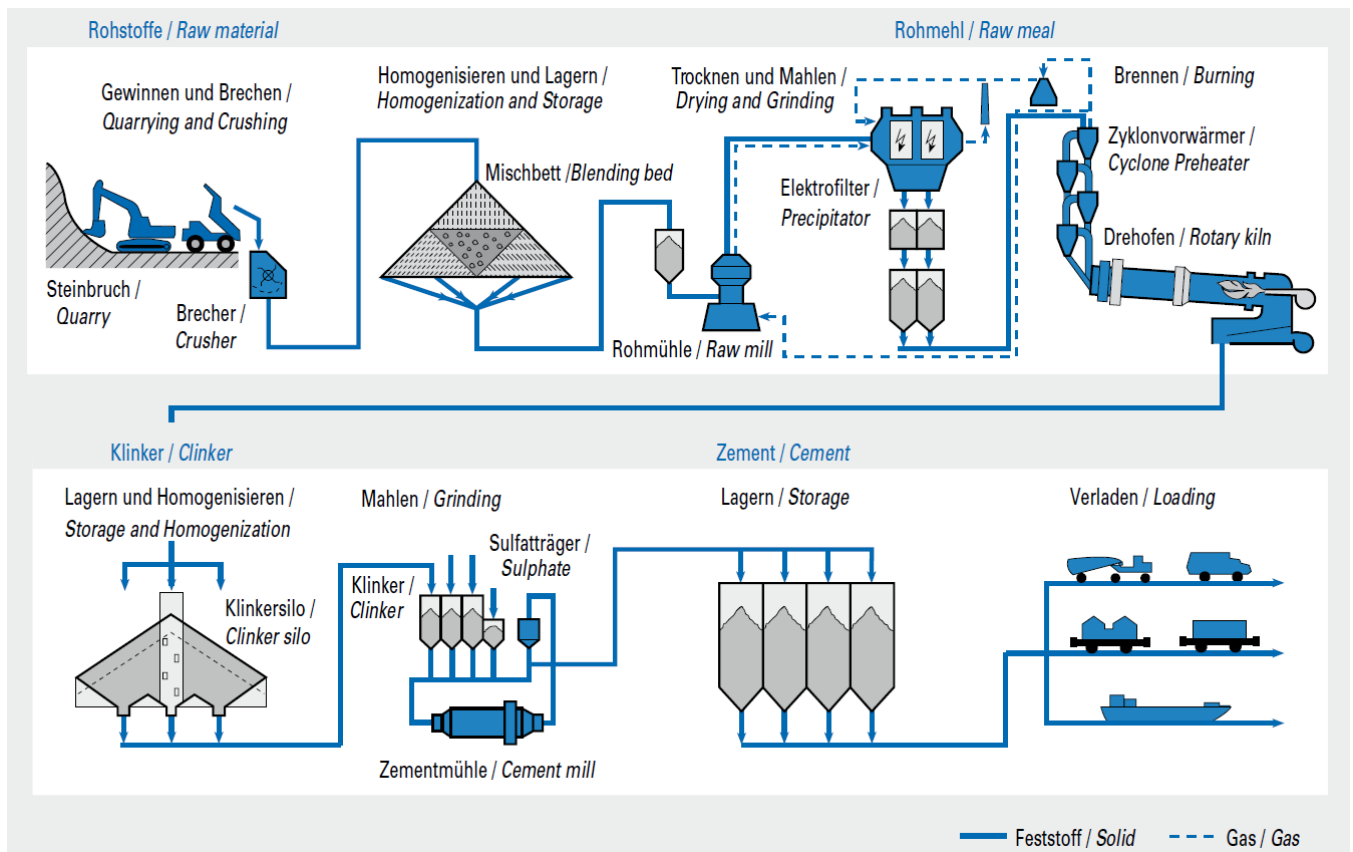 Rohstoffe / Raw material
Rohmehl / Raw meal
Gewinnen und Brechen /
Quarrying and Crushing
Homogenisieren und Lagern /
Homogenization and Storage
Trocknen und Mahlen /
Drying and Grinding
Brennen / Burning
Zyklonvorwärmer /
Cyclone Preheater
Mischbett /Blending bed
Elektrofilter /
Precipitator
Drehofen / Rotary kiln
Steinbruch /
Quarry
Brecher /
Crusher
Rohmühle / Raw mill
Klinker / Clinker
Zement / Cement
Lagern und Homogenisieren /
Storage and Homogenization
Mahlen / Grinding
Lagern / Storage
Verladen / Loading
Sulfatträger /
Sulphate
Klinker /
Clinker
Klinkersilo /
Clinker silo
Zementmühle / Cement mill
Feststoff / Solid
Gas / Gas